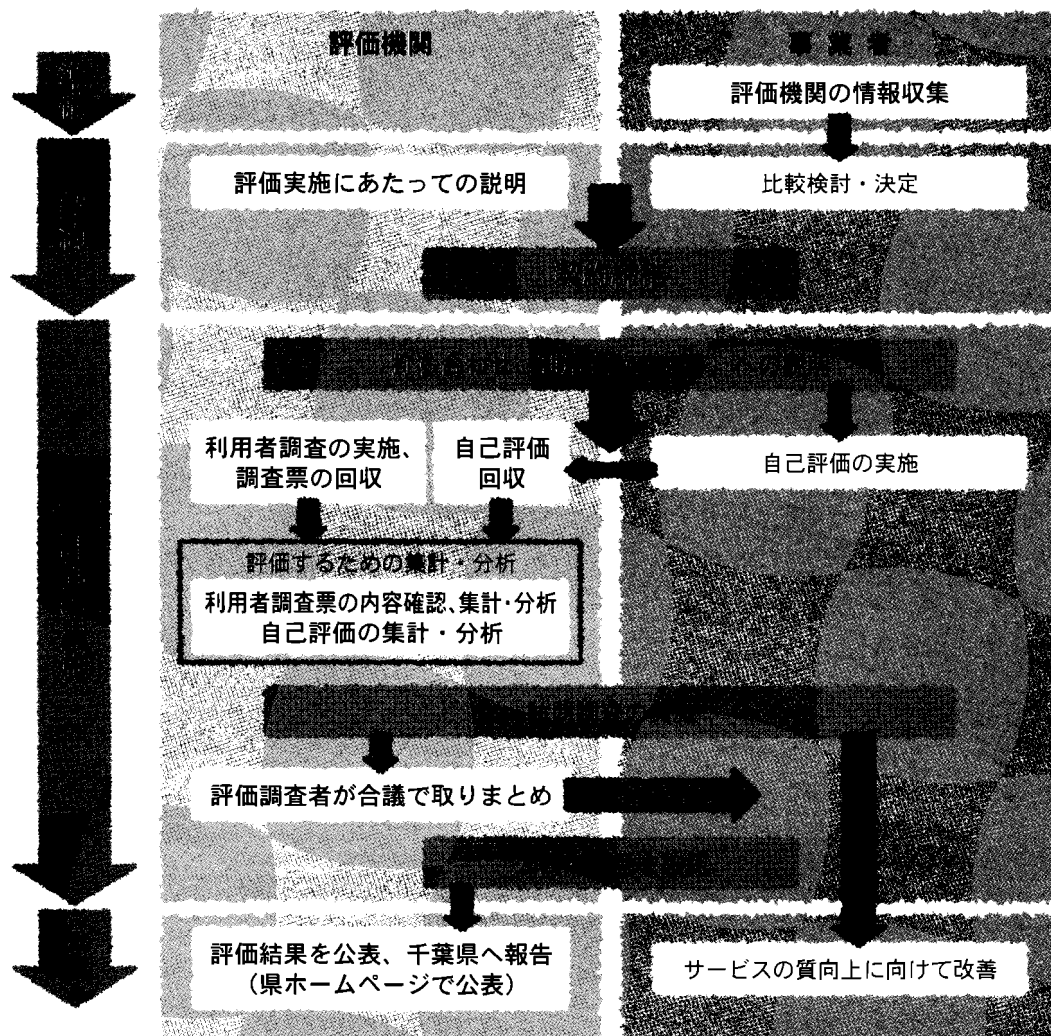 評価機関
事業者
評価機関の情報収集
評価実施にあたっての説明
比較検討・決定
利用者調査の実施、
調査票の回収
自己評価
回収
自己評価の実施
評価するための集計・分析
利用者調査票の内容確認、集計・分析
自己評価の集計・分析
評価調査者が合議で取りまとめ
評価結果を公表、千葉県へ報告
（県ホームページで公表）
サービスの質向上に向けて改善